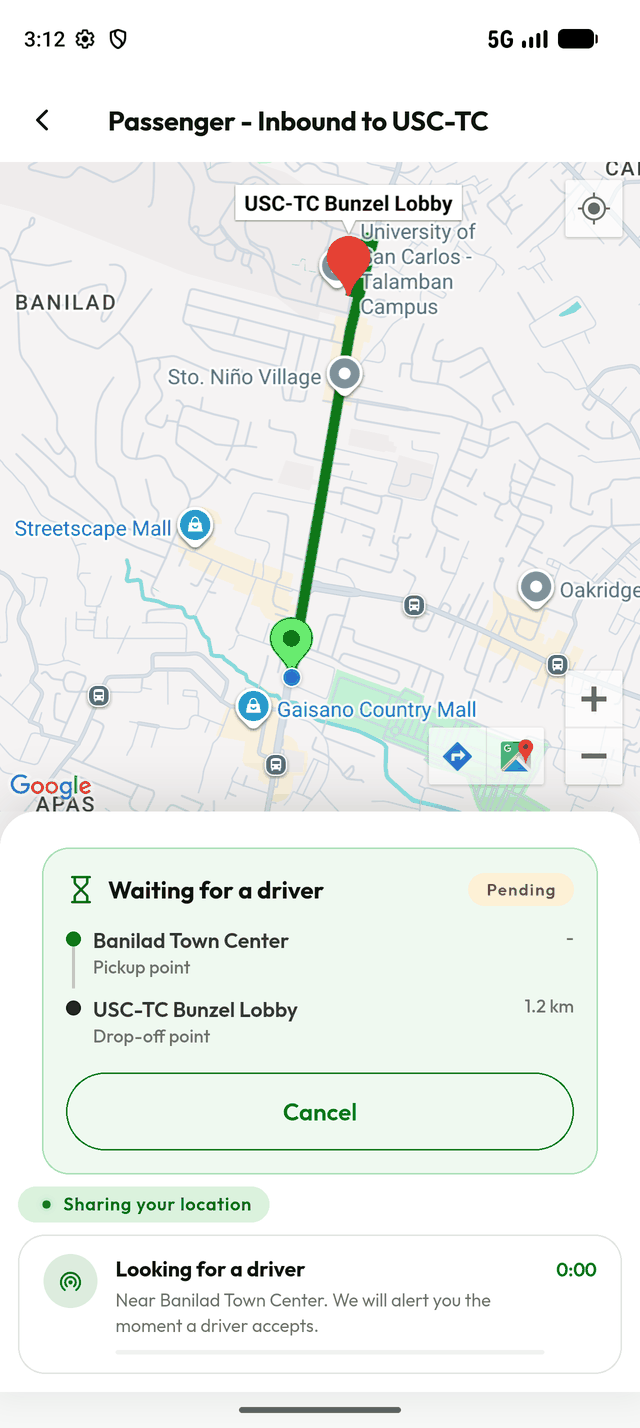 3:12
5G
Passenger - Inbound to USC-TC
CA
USC-TC Bunzel Lobby
University of
San Carlos -
Talamban
Campus
BANILAD
Sto. Niño Village
Streetscape Mall
Oakridge
Gaisano Country Mall
Google
APAS
Waiting for a driver
Pending
Banilad Town Center
-
Pickup point
USC-TC Bunzel Lobby
1.2 km
Drop-off point
Cancel
Sharing your location
Looking for a driver
0:00
Near Banilad Town Center. We will alert you the
moment a driver accepts.